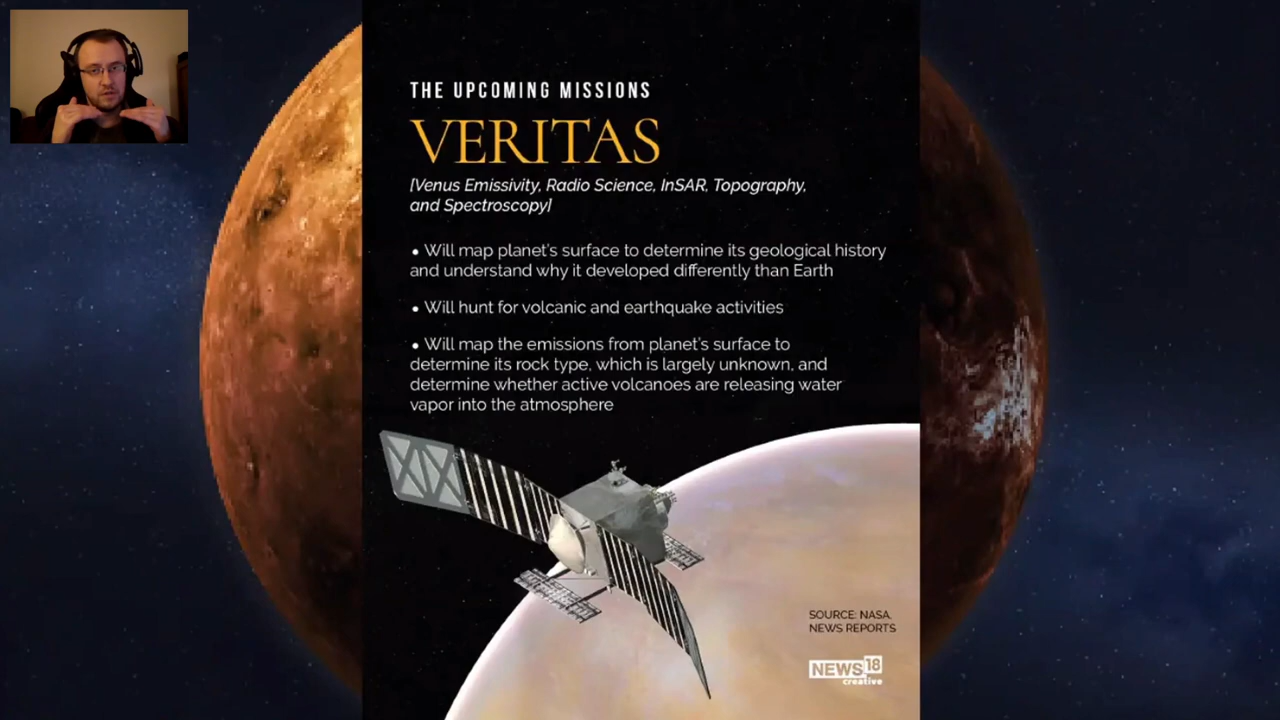 THE UPCOMING MISSIONS
VERITAS
[Venus Emissivity, Radio Science, InSAR, Topography,
and Spectroscopy]
• Will map planet's surface to determine its geological history
and understand why it developed differently than Earth
• Will hunt for volcanic and earthquake activities
• Will map the emissions from planet's surface to
determine its rock type, which is largely unknown, and
determine whether active volcanoes are releasing water
vapor into the atmosphere
SOURCE: NASA,
NEWS REPORTS
NEWS18
creative